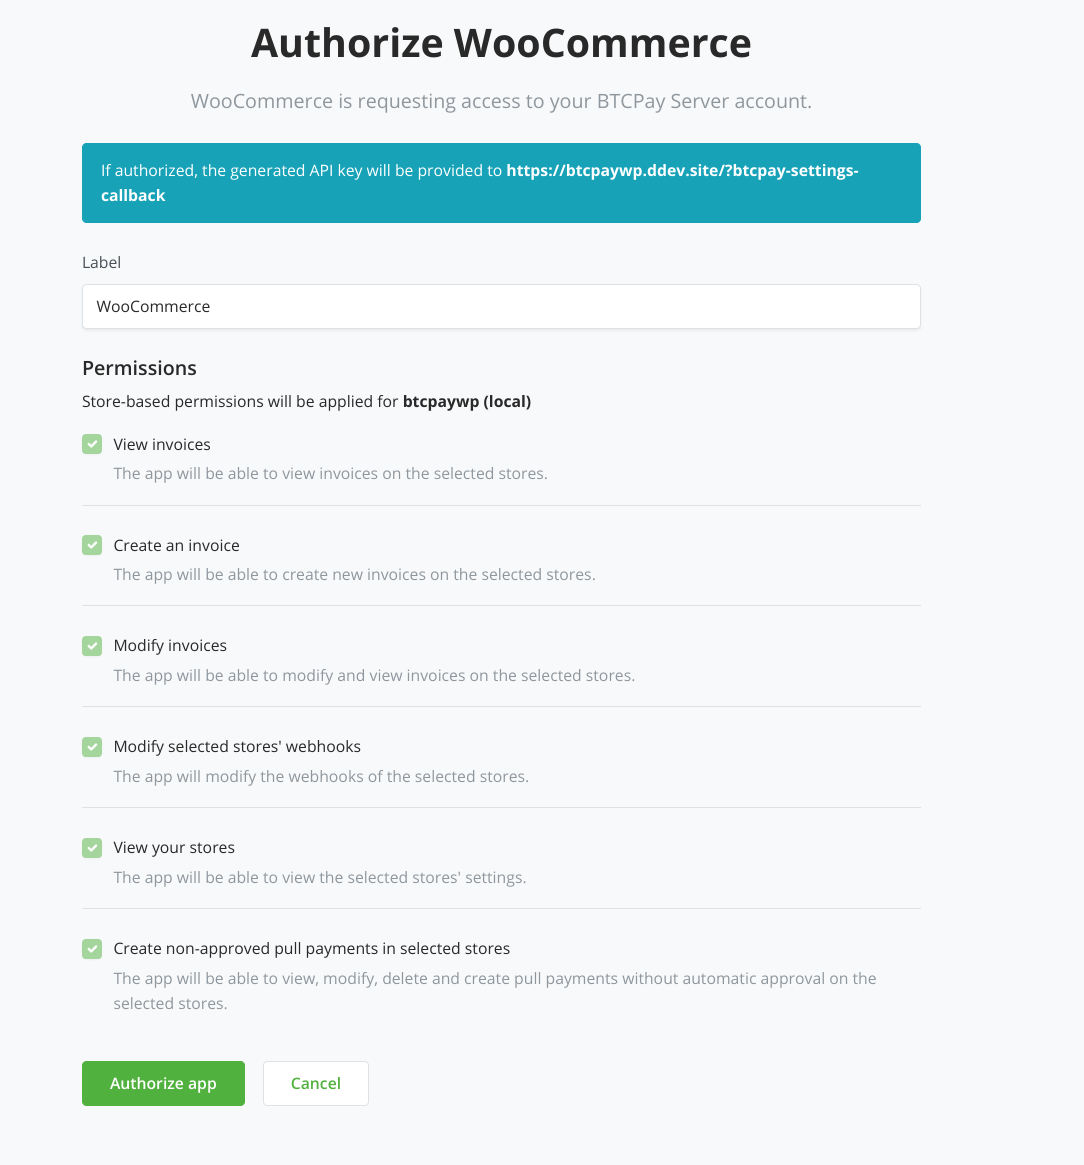 Authorize WooCommerce
WooCommerce is requesting access to your BTCPay Server account.
If authorized, the generated API key will be provided to https://btcpaywp.ddev.site/?btcpay-settings-
callback
Label
WooCommerce
Permissions
Store-based permissions will be applied for btcpaywp (local)
View invoices
The app will be able to view invoices on the selected stores.
Create an invoice
The app will be able to create new invoices on the selected stores.
Modify invoices
The app will be able to modify and view invoices on the selected stores.
Modify selected stores' webhooks
The app will modify the webhooks of the selected stores.
View your stores
The app will be able to view the selected stores' settings.
Create non-approved pull payments in selected stores
The app will be able to view, modify, delete and create pull payments without automatic approval on the
selected stores.
Authorize app
Cancel